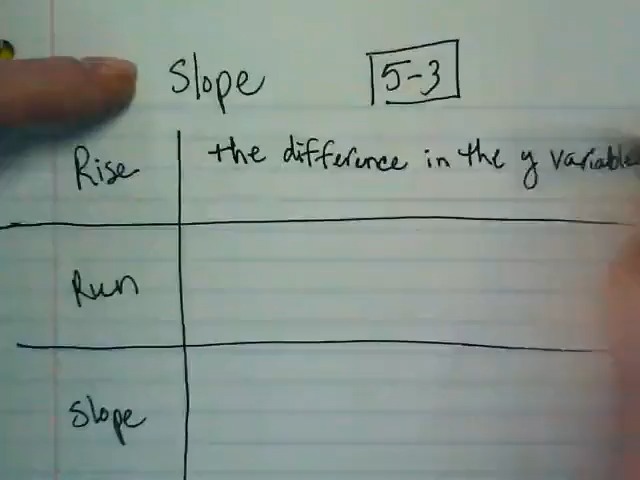 Slope 5-3
Rise the difference in the y variable
Run
Slope